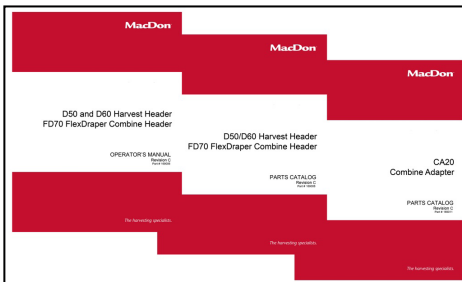 MacDon
D50 and D60 Harvest Header
FD70 FlexDraper Combine Header
OPERATOR'S MANUAL
Revision C
The harvesting specialists.
MacDon
D50/D60 Harvest Header
FD70 FlexDraper Combine Header
PARTS CATALOG
Revision C
The harvesting specialists.
MacDon
CA20
Combine Adapter
PARTS CATALOG
Revision C
The harvesting specialists.